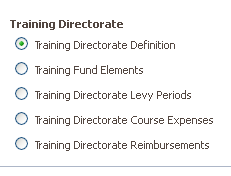 Training Directorate
Training Directorate Definition
Training Fund Elements
Training Directorate Levy Periods
Training Directorate Course Expenses
Training Directorate Reimbursements